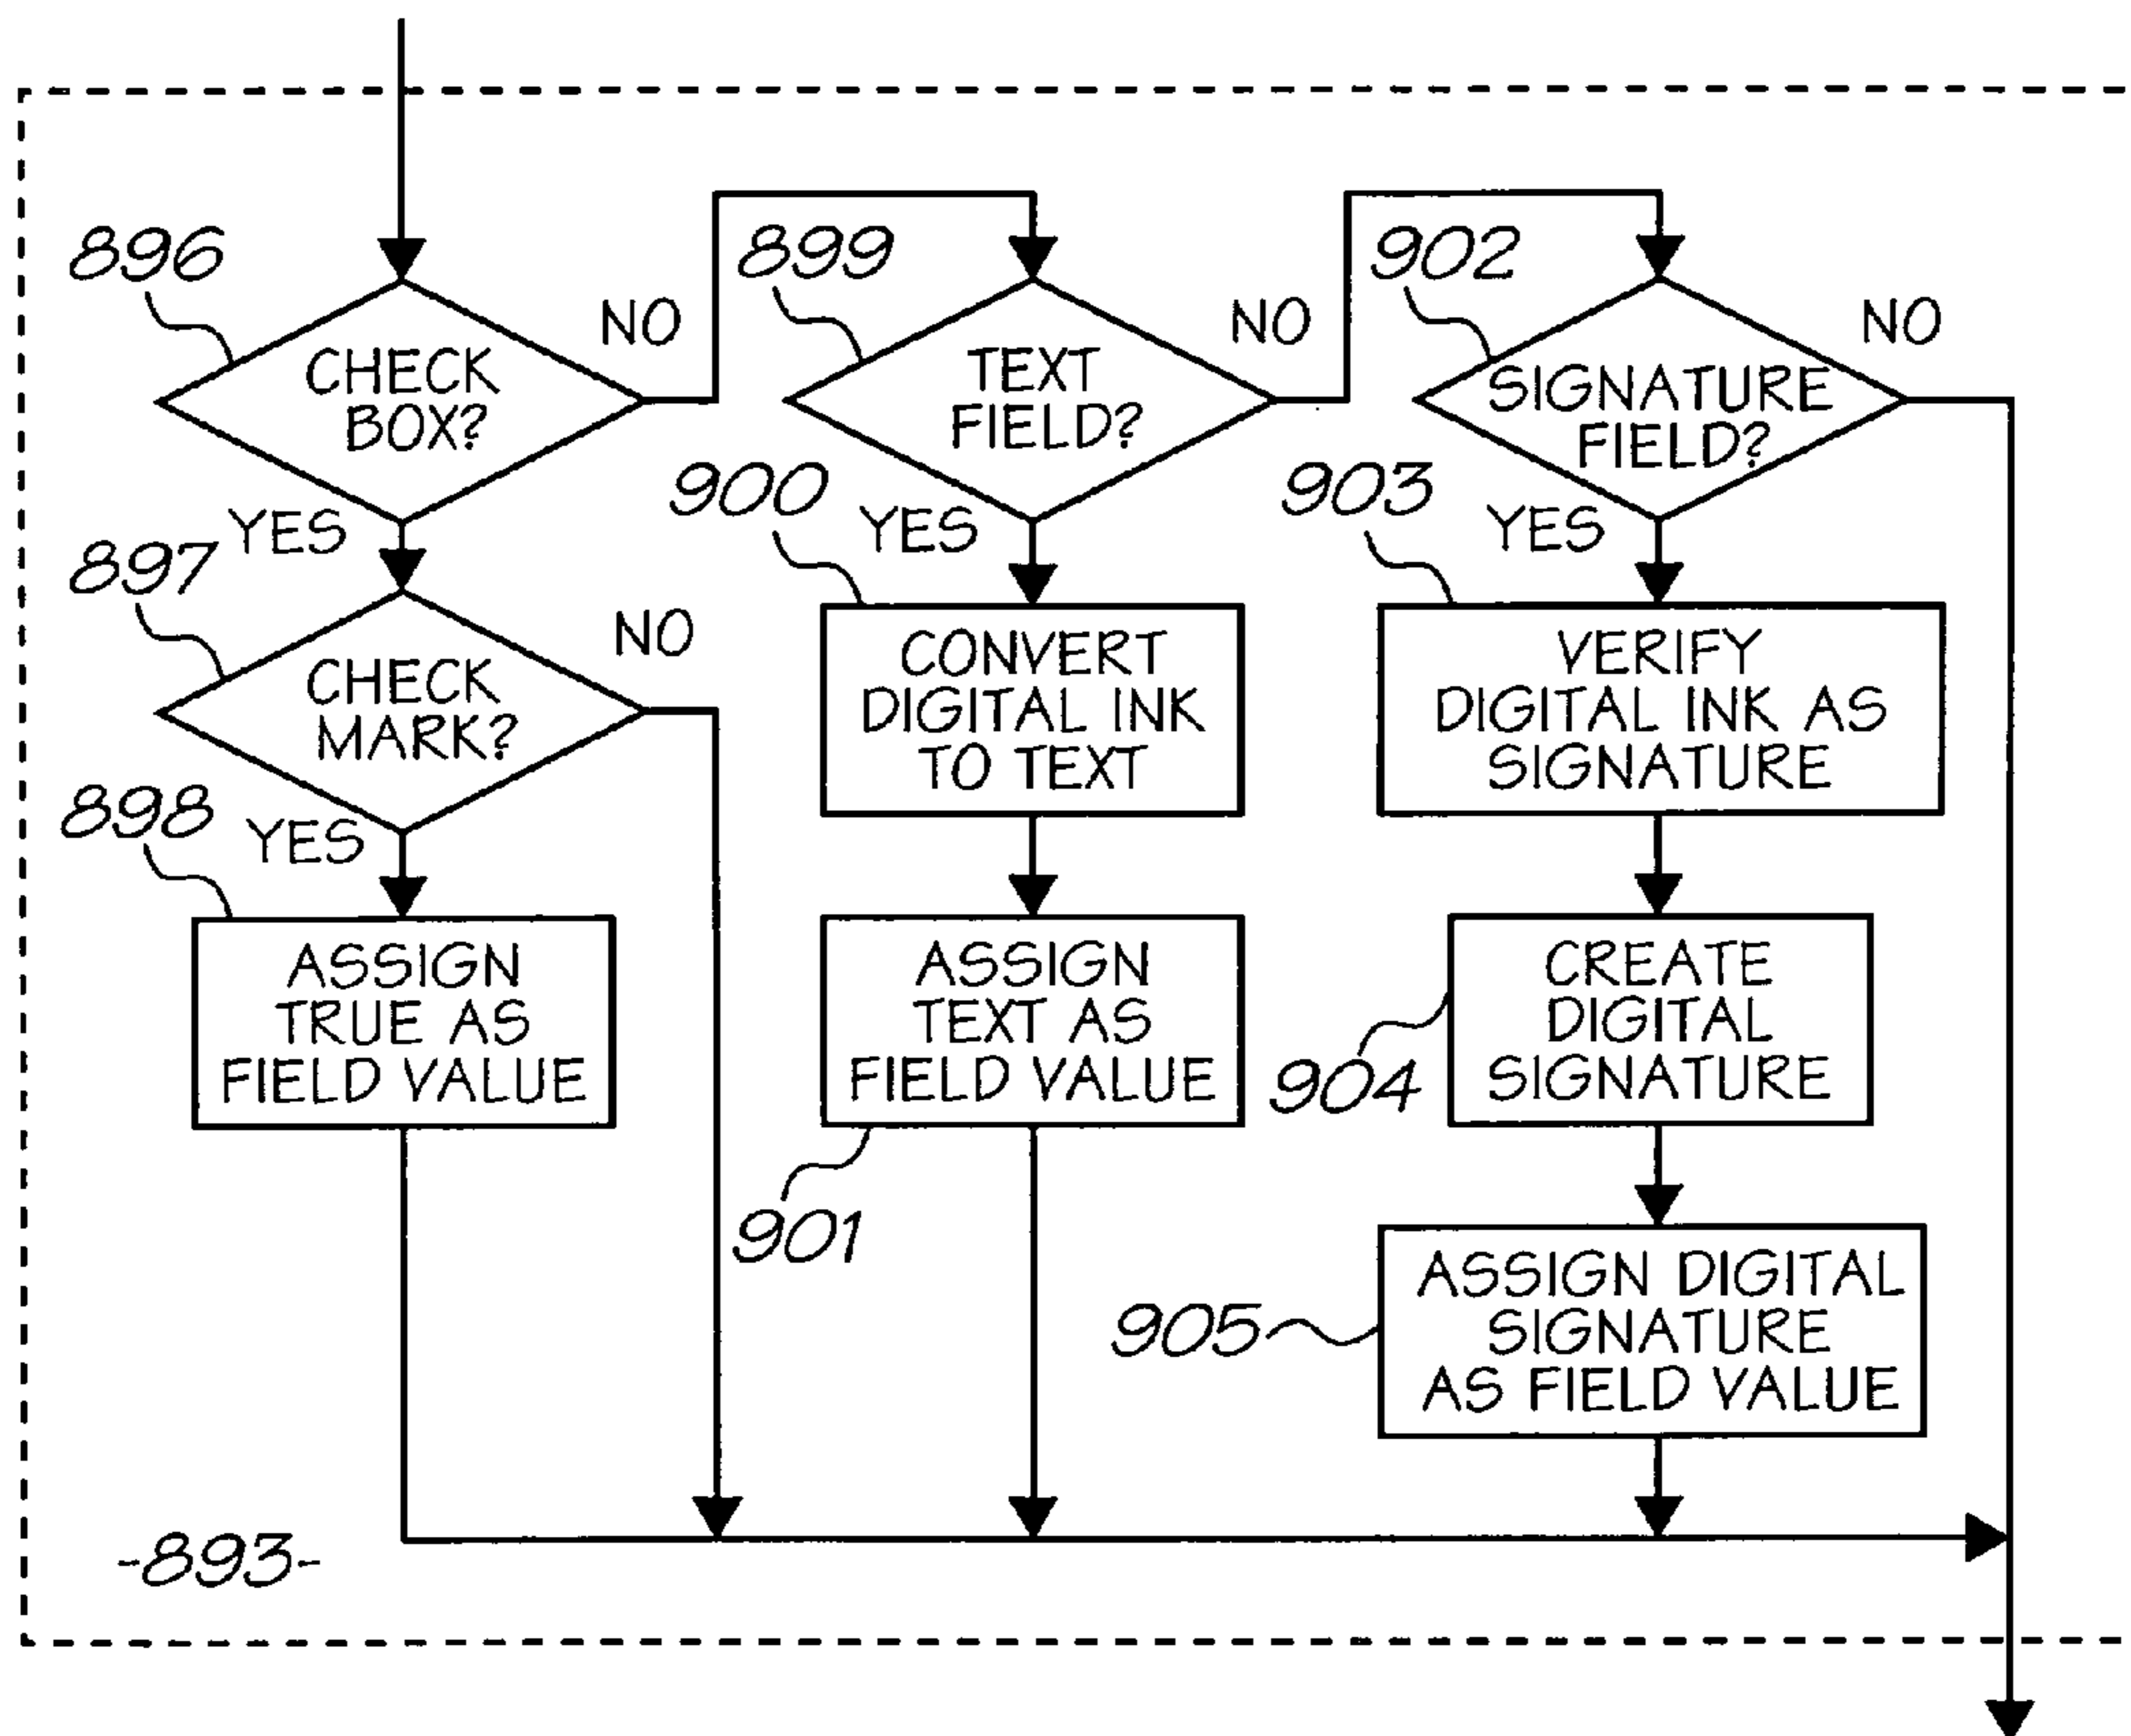 896
CHECK
BOX?
NO
YES
897
CHECK
MARK?
NO
YES
898
ASSIGN
TRUE AS
FIELD VALUE
899
TEXT
FIELD?
NO
YES
900
CONVERT
DIGITAL INK
TO TEXT
ASSIGN
TEXT AS
FIELD VALUE
901
902
SIGNATURE
FIELD?
NO
YES
903
VERIFY
DIGITAL INK AS
SIGNATURE
CREATE
DIGITAL
SIGNATURE
904
ASSIGN DIGITAL
SIGNATURE
AS FIELD VALUE
905
-893-